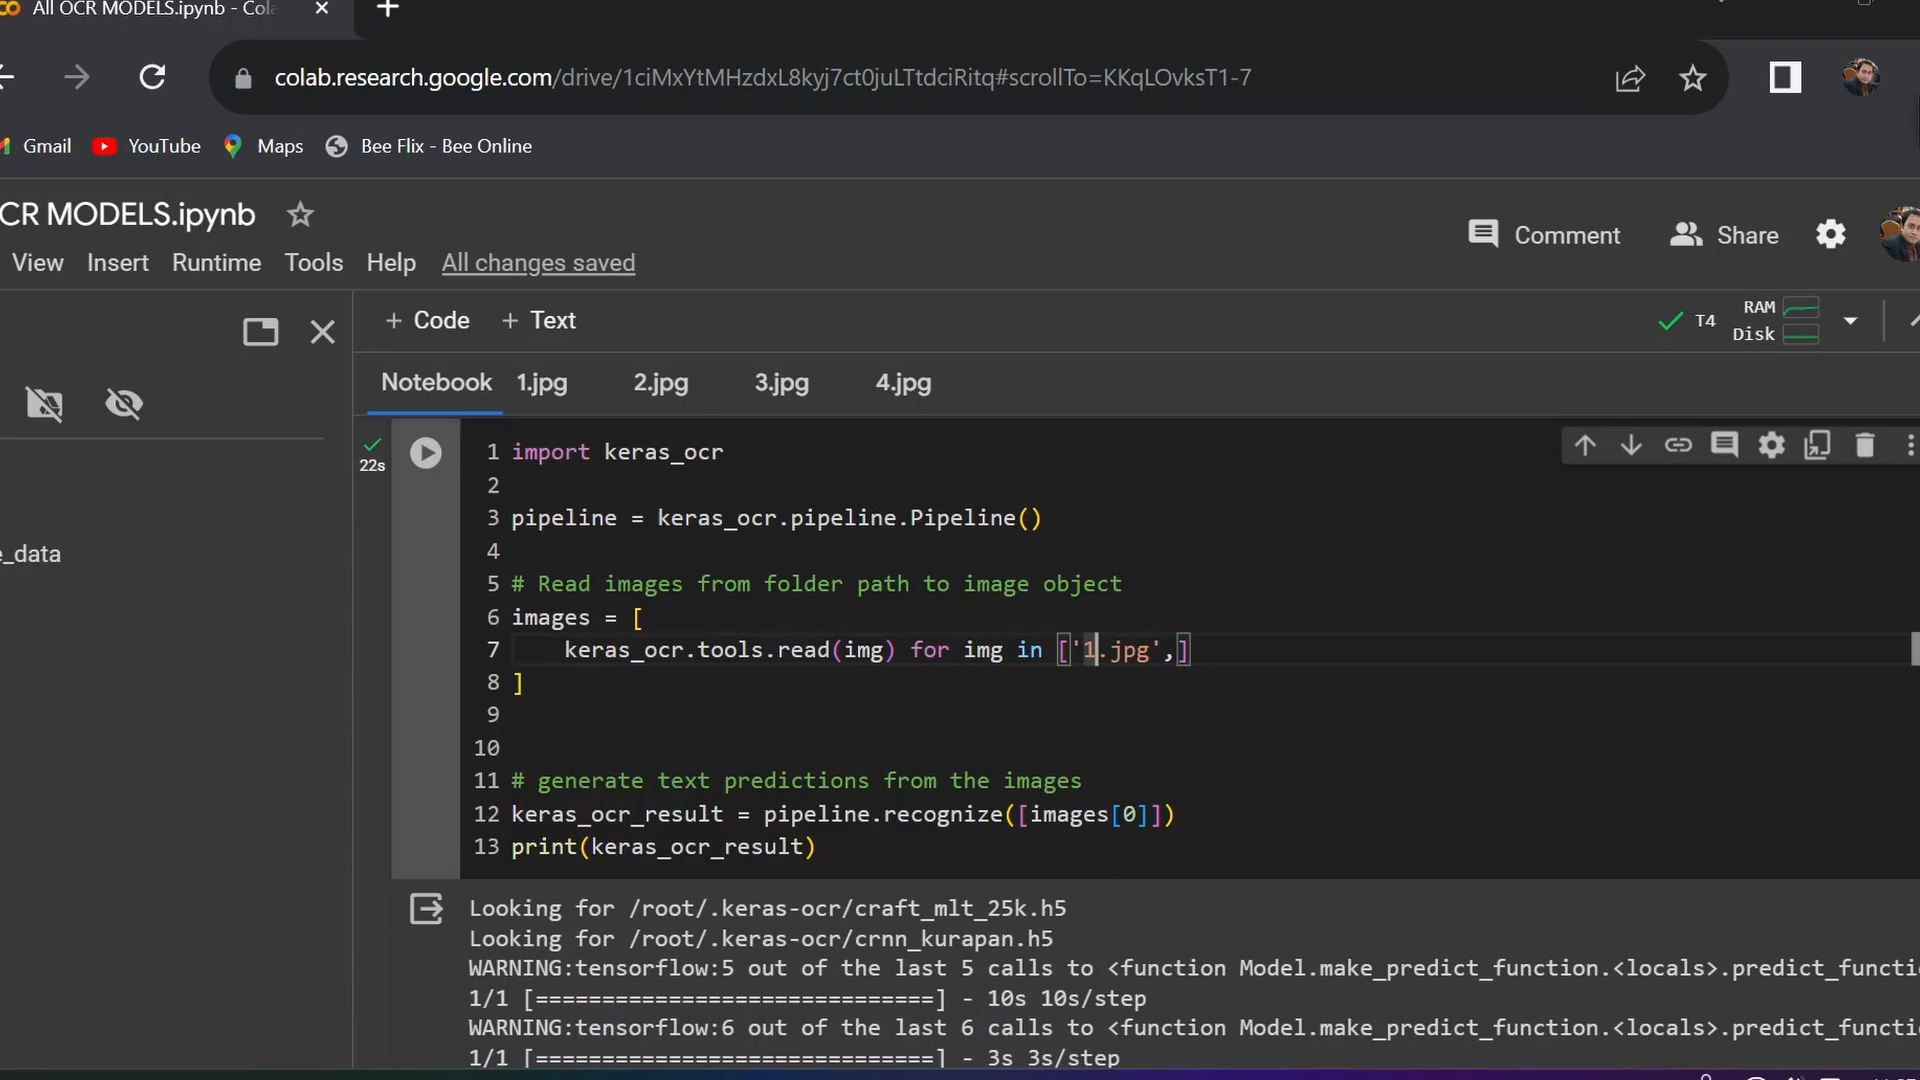 All OCR MODELS.ipynb - Cola
colab.research.google.com/drive/1ciMxYtMHzdxL8kyj7ct0juLTtdciRitq#scrollTo=KKqLOvksT1-7
Gmail YouTube Maps Bee Flix - Bee Online
CR MODELS.ipynb
Comment Share
View Insert Runtime Tools Help All changes saved
+ Code + Text
T4 RAM
Disk
Notebook 1.jpg 2.jpg 3.jpg 4.jpg
e_data
22s
1 import keras_ocr
2
3 pipeline = keras_ocr.pipeline.Pipeline()
4
5 # Read images from folder path to image object
6 images = [
7 keras_ocr.tools.read(img) for img in ['1.jpg',]
8 ]
9
10
11 # generate text predictions from the images
12 keras_ocr_result = pipeline.recognize([images[0]])
13 print(keras_ocr_result)
Looking for /root/.keras-ocr/craft_mlt_25k.h5
Looking for /root/.keras-ocr/crnn_kurapan.h5
WARNING:tensorflow:5 out of the last 5 calls to <function Model.make_predict_function.<locals>.predict_functi
1/1 [==============================] - 10s 10s/step
WARNING:tensorflow:6 out of the last 6 calls to <function Model.make_predict_function.<locals>.predict_functi
1/1 [==============================] - 3s 3s/step